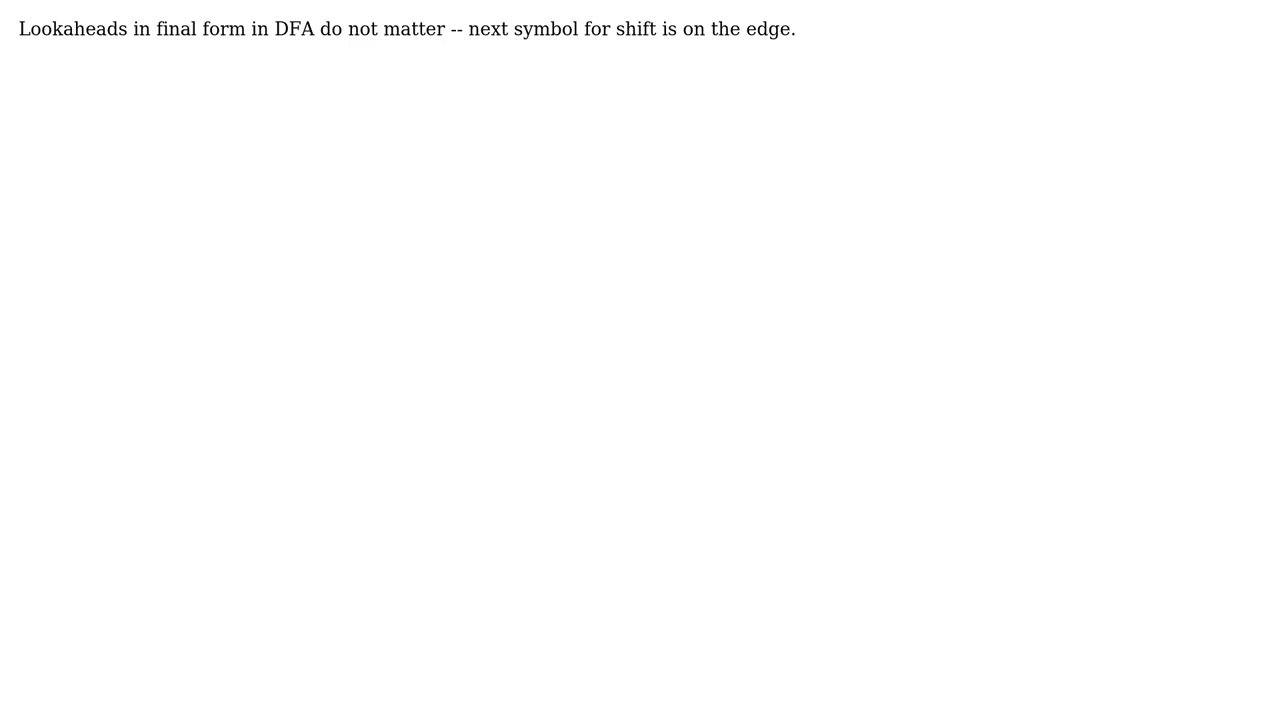 Lookaheads in final form in DFA do not matter -- next symbol for shift is on the edge.